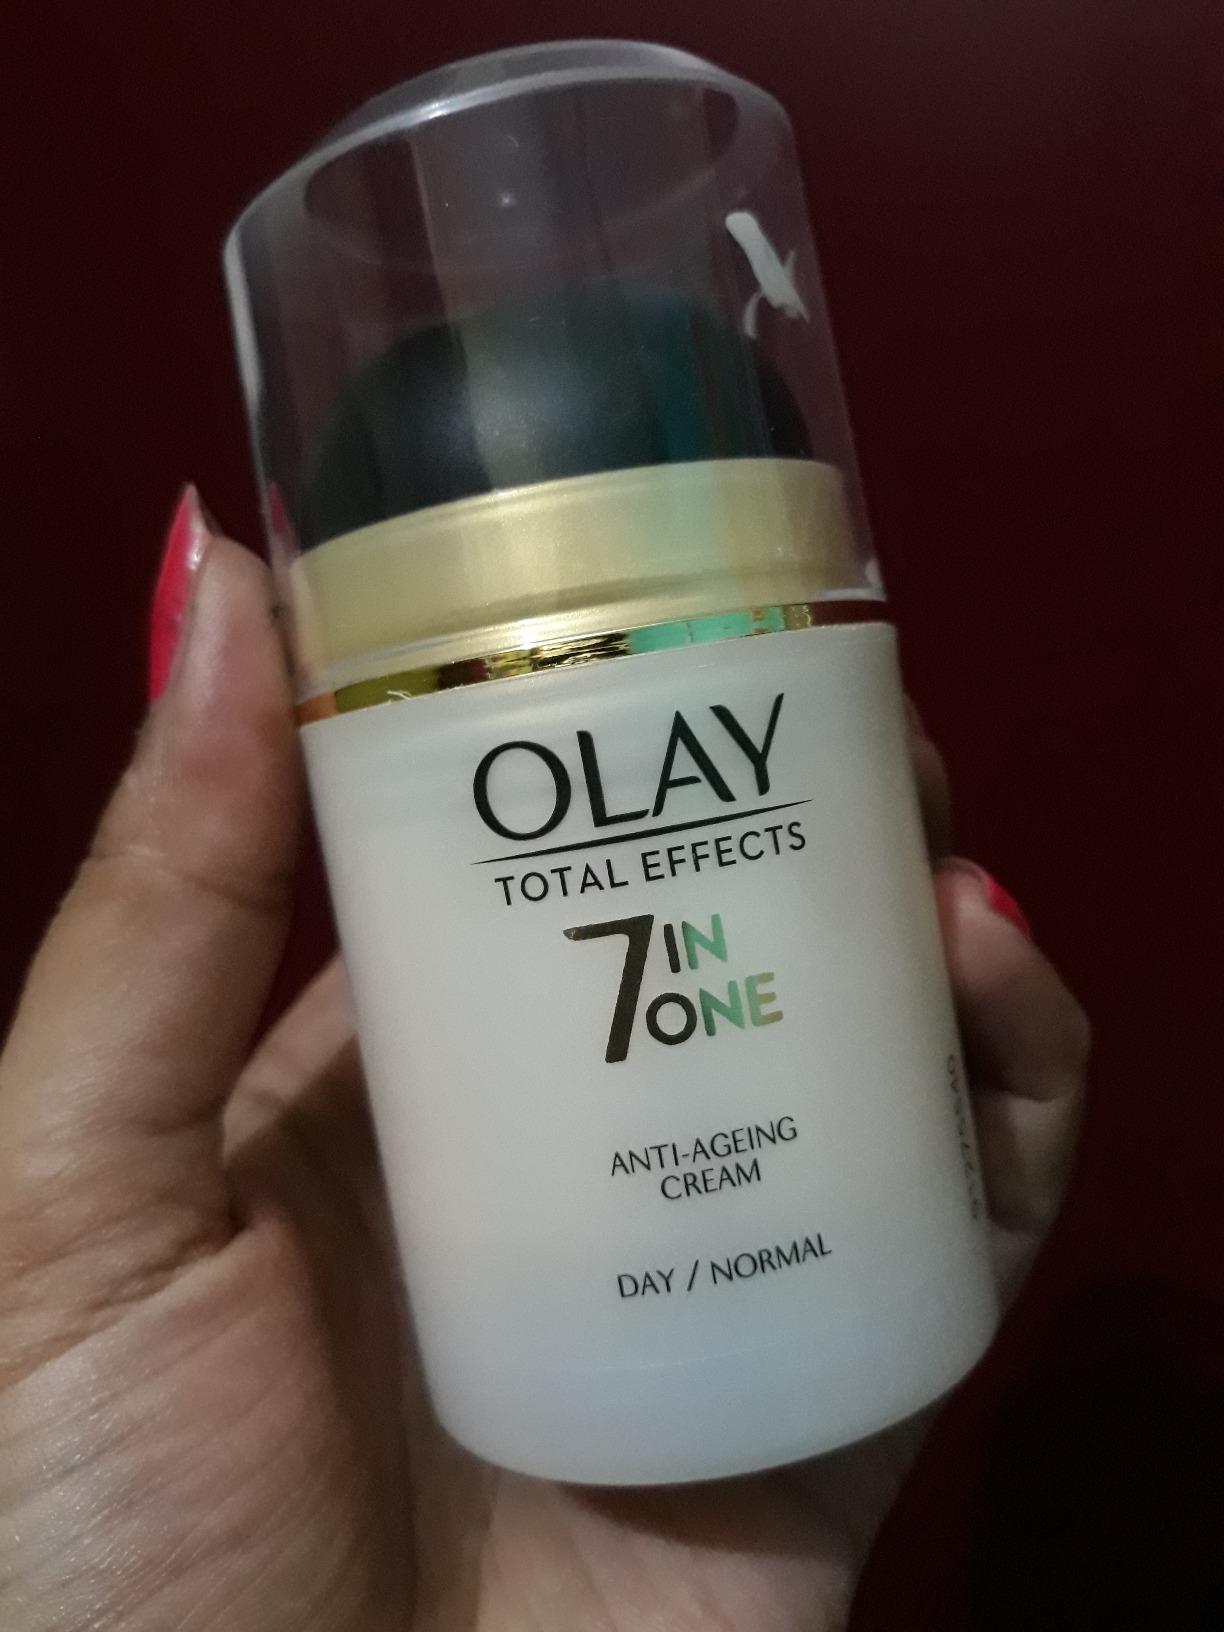 OLAY
TOTAL EFFECTS
7 IN
ONE
ANTI-AGEING
CREAM
DAY / NORMAL